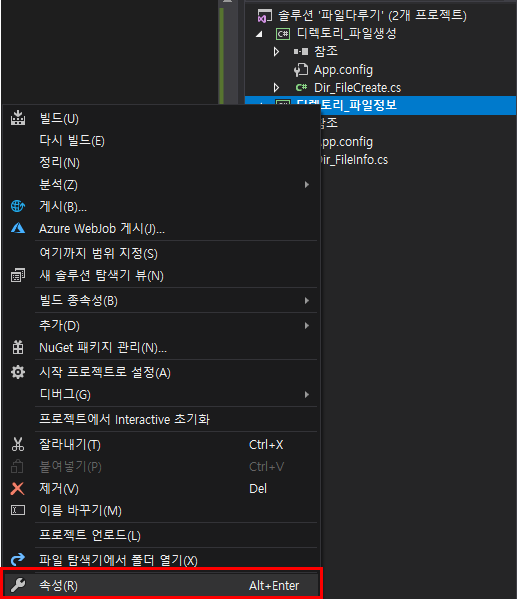 솔루션 '파일다루기' (2개 프로젝트)
C# 디렉토리_파일생성
참조
App.config
C# Dir_FileCreate.cs
C# 디렉토리_파일정보
참조
App.config
Dir_FileInfo.cs
빌드(U)
다시 빌드(E)
정리(N)
분석(Z)
게시(B)...
Azure WebJob 게시(J)...
여기까지 범위 지정(S)
새 솔루션 탐색기 뷰(N)
빌드 종속성(B)
추가(D)
NuGet 패키지 관리(N)...
시작 프로젝트로 설정(A)
디버그(G)
프로젝트에서 Interactive 초기화
잘라내기(T) Ctrl+X
붙여넣기(P) Ctrl+V
제거(V) Del
이름 바꾸기(M)
프로젝트 언로드(L)
파일 탐색기에서 폴더 열기(X)
속성(R) Alt+Enter